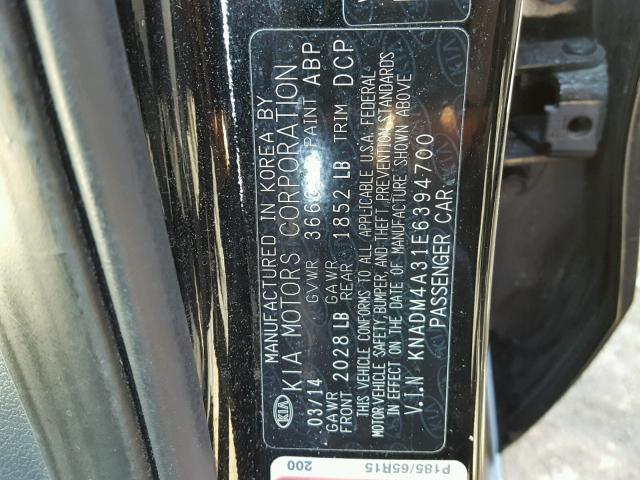 KIA
MANUFACTURED IN KOREA BY
KIA MOTORS CORPORATION
03/14 GVWR PAINT ABP
GAWR FRONT 2028 LB GAWR REAR 1852 LB TRIM DCP
THIS VEHICLE CONFORMS TO ALL APPLICABLE U.S.A. FEDERAL
MOTOR VEHICLE SAFETY, BUMPER, AND THEFT PREVENTION STANDARDS
IN EFFECT ON THE DATE OF MANUFACTURE SHOWN ABOVE
V.I.N KNADM4A31E6394700
PASSENGER CAR
P185/65R15
200